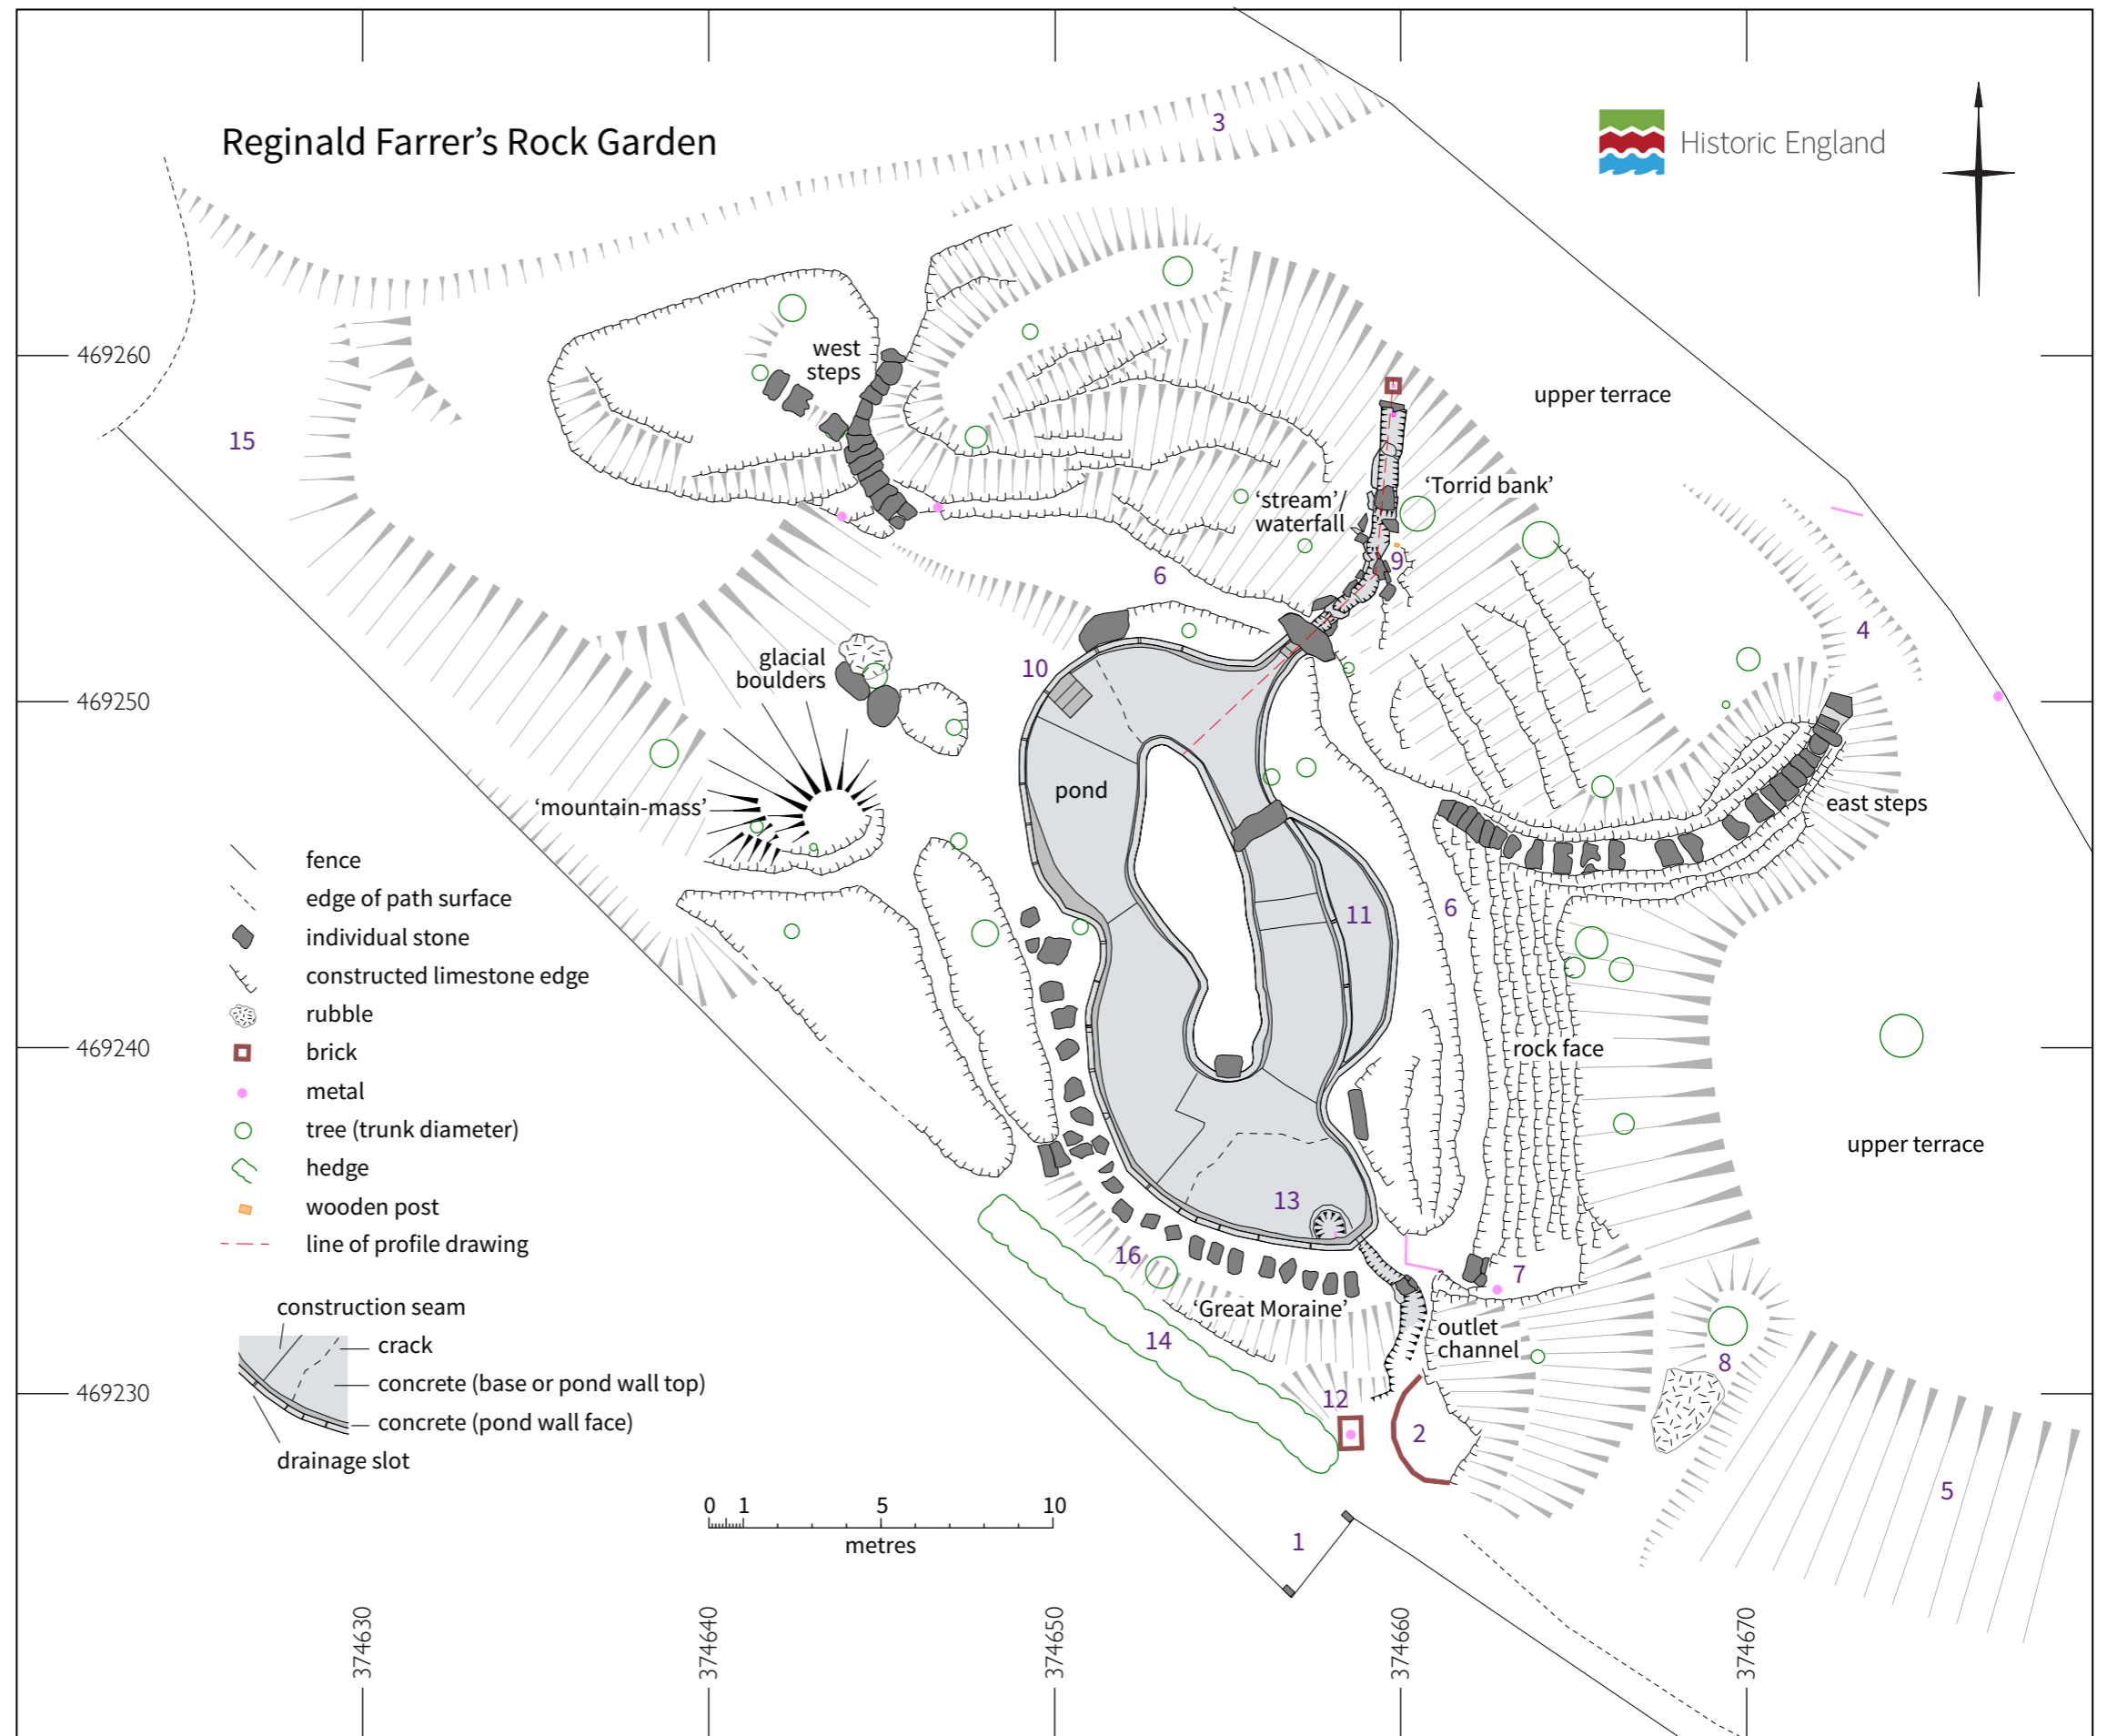 Reginald Farrer’s Rock Garden
Historic England
3
469260
west
steps
upper terrace
15
‘stream’/
waterfall
‘Torrid bank’
9
6
4
glacial
boulders
10
469250
‘mountain-mass’
pond
east steps
11
6
fence
edge of path surface
individual stone
constructed limestone edge
rubble
brick
metal
tree (trunk diameter)
hedge
wooden post
line of profile drawing
469240
rock face
upper terrace
13
16
7
‘Great Moraine’
14
outlet
channel
8
construction seam
crack
concrete (base or pond wall top)
concrete (pond wall face)
drainage slot
469230
12
2
5
0 1 5 10
metres
1
374630
374640
374650
374660
374670